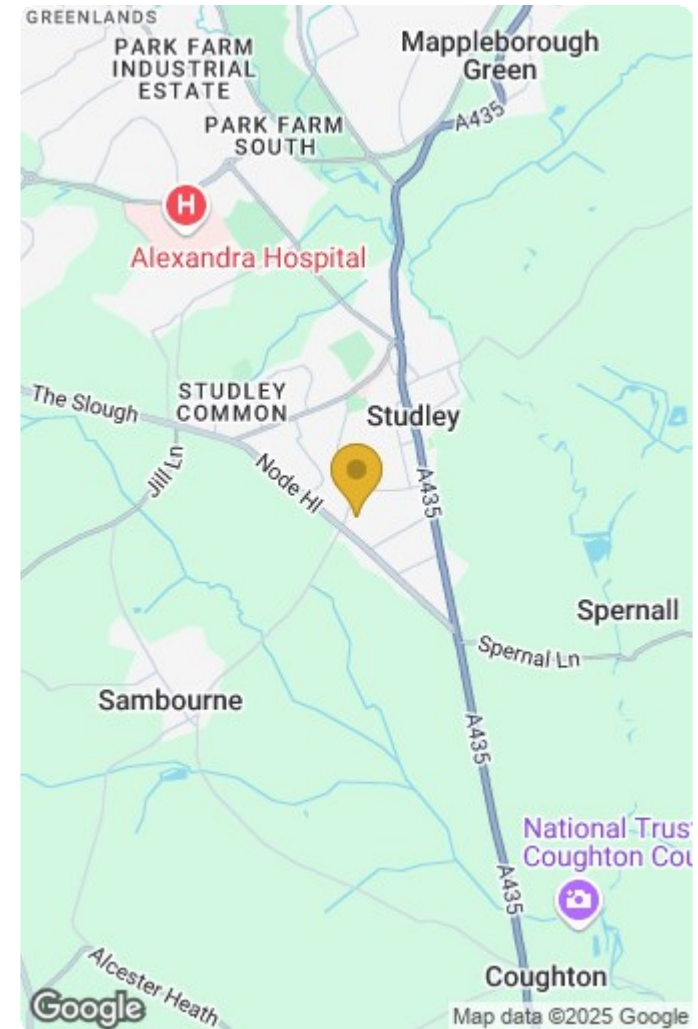 GREENLANDS
PARK FARM
INDUSTRIAL
ESTATE
Mappleborough
Green
A435
PARK FARM
SOUTH
H
Alexandra Hospital
The Slough
STUDLEY
COMMON
Studley
Jill Ln
Node Hl
A435
Spernall
Spernal Ln
Sambourne
A435
National Trus
Coughton Cou
A435
Alcester Heath
Coughton
Google
Map data ©2025 Google